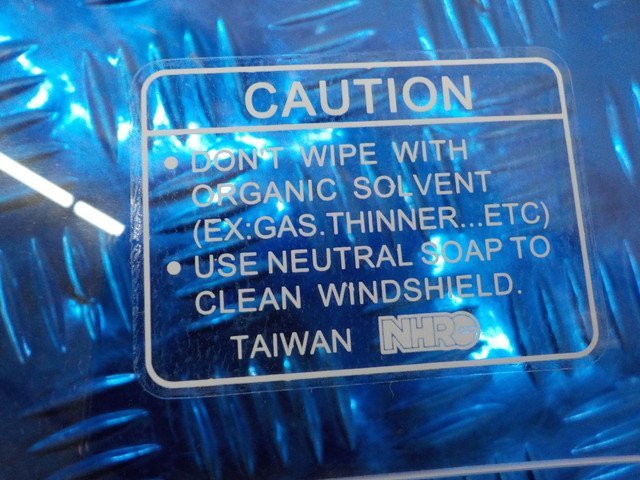 CAUTION
• DON'T WIPE WITH
ORGANIC SOLVENT
(EX:GAS.THINNER...ETC)
• USE NEUTRAL SOAP TO
CLEAN WINDSHIELD.
TAIWAN NHRC